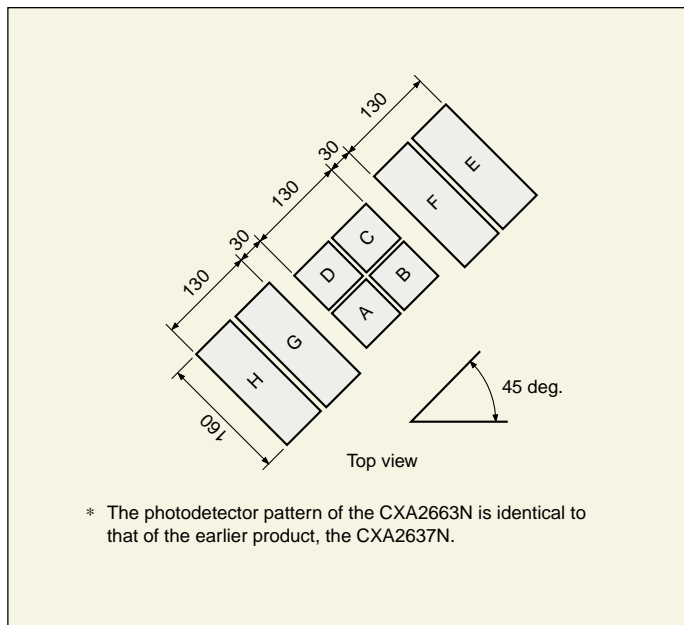 130
30
E
130
F
C
30
D
B
130
A
G
H
160
45 deg.
Top view
* The photodetector pattern of the CXA2663N is identical to
that of the earlier product, the CXA2637N.